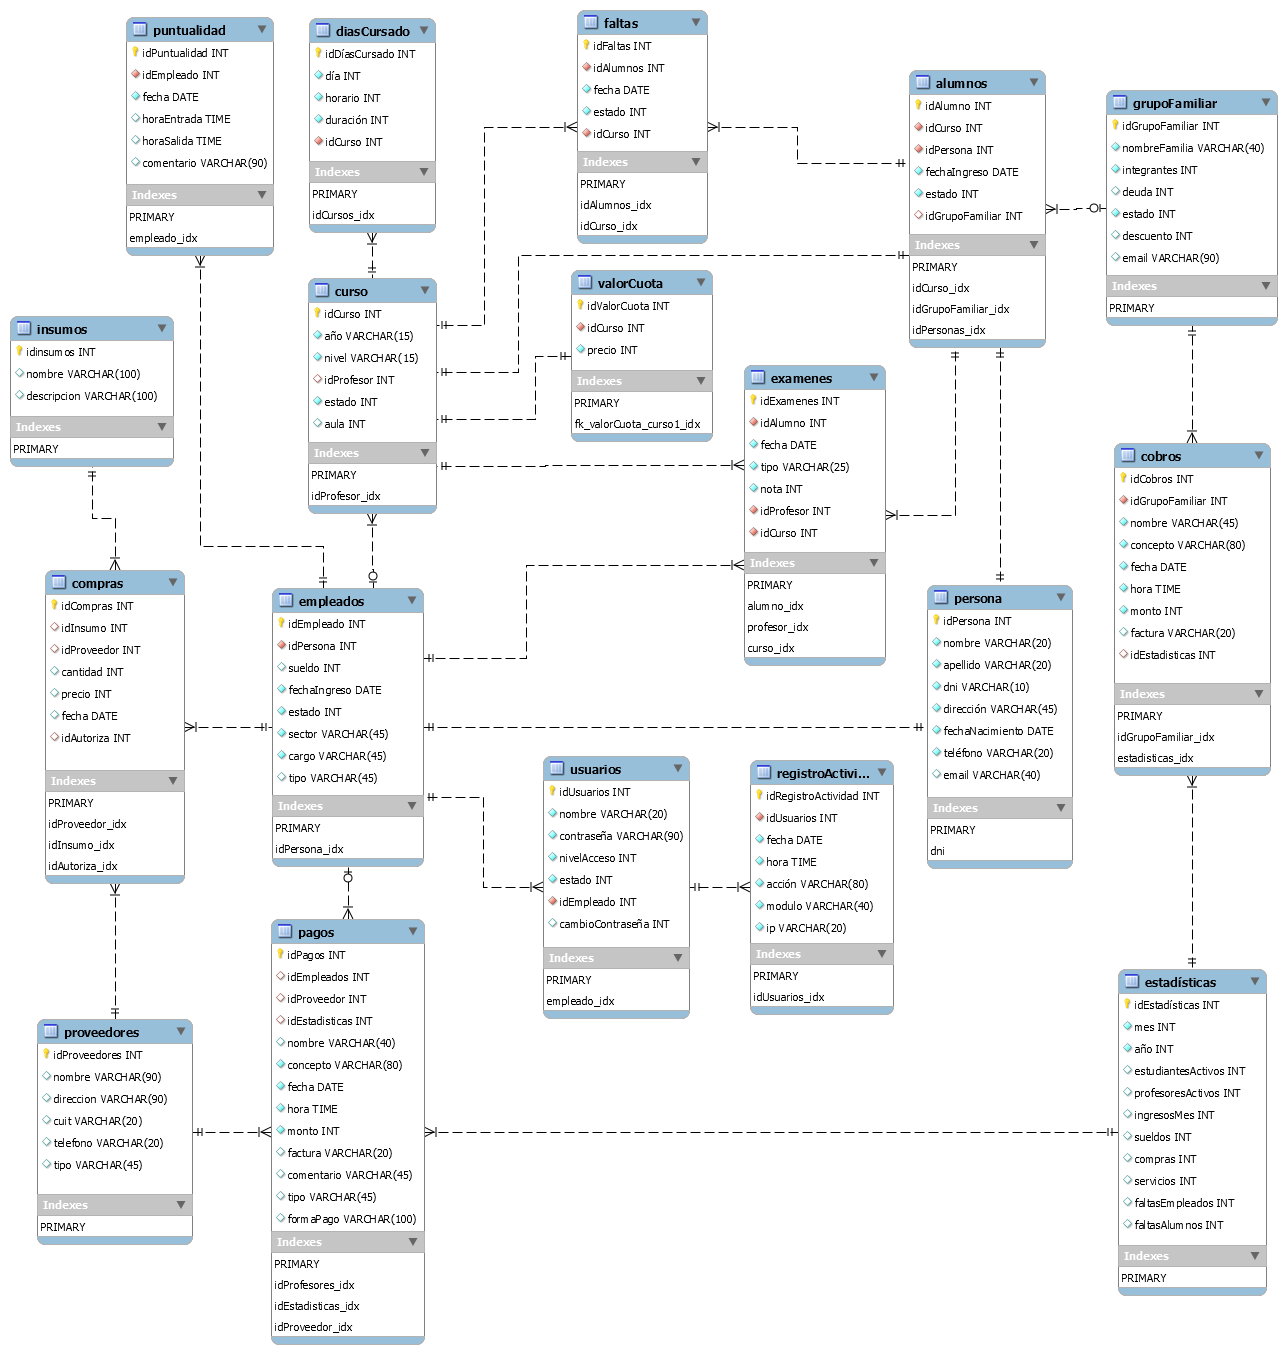 puntualidad
idPuntualidad INT
idEmpleado INT
fecha DATE
horaEntrada TIME
horaSalida TIME
comentario VARCHAR(90)
Indexes
PRIMARY
empleado_idx
diasCursado
idDíasCursado INT
día INT
horario INT
duración INT
idCurso INT
Indexes
PRIMARY
idCursos_idx
faltas
idFaltas INT
idAlumnos INT
fecha DATE
estado INT
idCurso INT
Indexes
PRIMARY
idAlumnos_idx
idCurso_idx
alumnos
idAlumno INT
idCurso INT
idPersona INT
fechaIngreso DATE
estado INT
idGrupoFamiliar INT
Indexes
PRIMARY
idCurso_idx
idGrupoFamiliar_idx
idPersonas_idx
grupoFamiliar
idGrupoFamiliar INT
nombreFamilia VARCHAR(40)
integrantes INT
deuda INT
estado INT
descuento INT
email VARCHAR(90)
Indexes
PRIMARY
insumos
idinsumos INT
nombre VARCHAR(100)
descripcion VARCHAR(100)
Indexes
PRIMARY
curso
idCurso INT
año VARCHAR(15)
nivel VARCHAR(15)
idProfesor INT
estado INT
aula INT
Indexes
PRIMARY
idProfesor_idx
valorCuota
idValorCuota INT
idCurso INT
precio INT
Indexes
PRIMARY
fk_valorCuota_curso1_idx
examenes
idExamenes INT
idAlumno INT
fecha DATE
tipo VARCHAR(25)
nota INT
idProfesor INT
idCurso INT
Indexes
PRIMARY
alumno_idx
profesor_idx
curso_idx
cobros
idCobros INT
idGrupoFamiliar INT
nombre VARCHAR(45)
concepto VARCHAR(80)
fecha DATE
hora TIME
monto INT
factura VARCHAR(20)
idEstadisticas INT
Indexes
PRIMARY
idGrupoFamiliar_idx
estadisticas_idx
compras
idCompras INT
idInsumo INT
idProveedor INT
cantidad INT
precio INT
fecha DATE
idAutoriza INT
Indexes
PRIMARY
idProveedor_idx
idInsumo_idx
idAutoriza_idx
empleados
idEmpleado INT
idPersona INT
sueldo INT
fechaIngreso DATE
estado INT
sector VARCHAR(45)
cargo VARCHAR(45)
tipo VARCHAR(45)
Indexes
PRIMARY
idPersona_idx
persona
idPersona INT
nombre VARCHAR(20)
apellido VARCHAR(20)
dni VARCHAR(10)
dirección VARCHAR(45)
fechaNacimiento DATE
teléfono VARCHAR(20)
email VARCHAR(40)
Indexes
PRIMARY
dni
usuarios
idUsuarios INT
nombre VARCHAR(20)
contraseña VARCHAR(90)
nivelAcceso INT
estado INT
idEmpleado INT
cambioContraseña INT
Indexes
PRIMARY
empleado_idx
registroActivi...
idRegistroActividad INT
idUsuarios INT
fecha DATE
hora TIME
acción VARCHAR(80)
modulo VARCHAR(40)
ip VARCHAR(20)
Indexes
PRIMARY
idUsuarios_idx
proveedores
idProveedores INT
nombre VARCHAR(90)
direccion VARCHAR(90)
cuit VARCHAR(20)
telefono VARCHAR(20)
tipo VARCHAR(45)
Indexes
PRIMARY
pagos
idPagos INT
idEmpleados INT
idProveedor INT
idEstadisticas INT
nombre VARCHAR(40)
concepto VARCHAR(80)
fecha DATE
hora TIME
monto INT
factura VARCHAR(20)
comentario VARCHAR(45)
tipo VARCHAR(45)
formaPago VARCHAR(100)
Indexes
PRIMARY
idProfesores_idx
idEstadisticas_idx
idProveedor_idx
estadísticas
idEstadísticas INT
mes INT
año INT
estudiantesActivos INT
profesoresActivos INT
ingresosMes INT
sueldos INT
compras INT
servicios INT
faltasEmpleados INT
faltasAlumnos INT
Indexes
PRIMARY